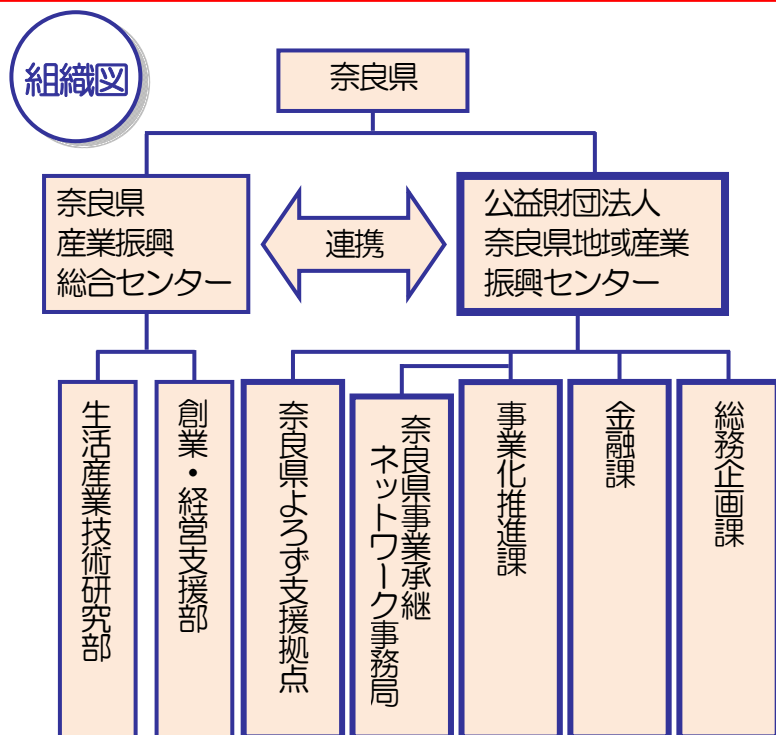 組織図
奈良県
奈良県
産業振興
総合センター
連携
公益財団法人
奈良県地域産業
振興センター
生活産業技術研究部
創業・経営支援部
奈良県よろず支援拠点
奈良県事業承継
ネットワーク事務局
事業化推進課
金融課
総務企画課